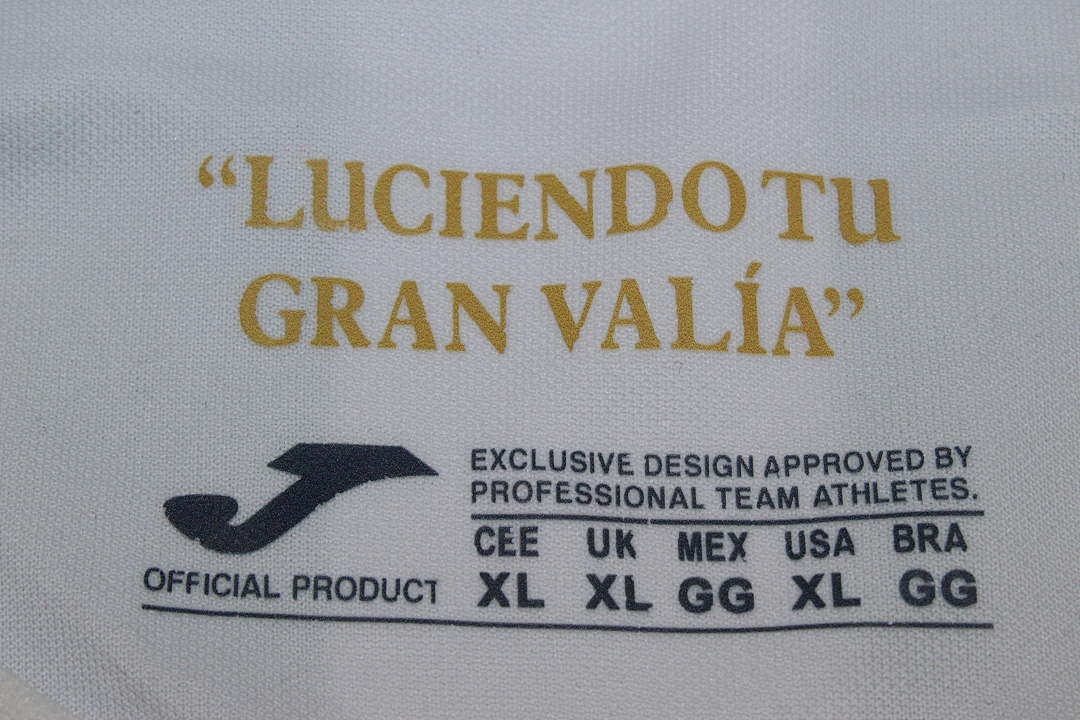 “LUCIENDO TU
GRAN VALÍA”
EXCLUSIVE DESIGN APPROVED BY
PROFESSIONAL TEAM ATHLETES.
CEE UK MEX USA BRA
XL XL GG XL GG
OFFICIAL PRODUCT